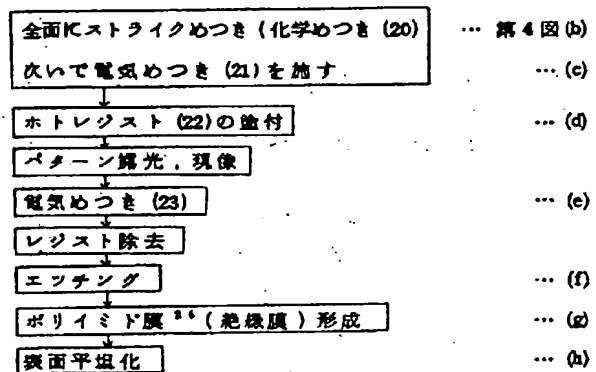 全面にストライクめつき (化学めつき (20) … 第4図(b)
次いで電気めつき (21) を施す … (c)
ホトレジスト (22) の塗付 … (d)
パターン露光, 現像
電気めつき (23) … (e)
レジスト除去
エッチング … (f)
ポリイミド膜 24 (絶縁膜) 形成 … (g)
表面平坦化 … (h)